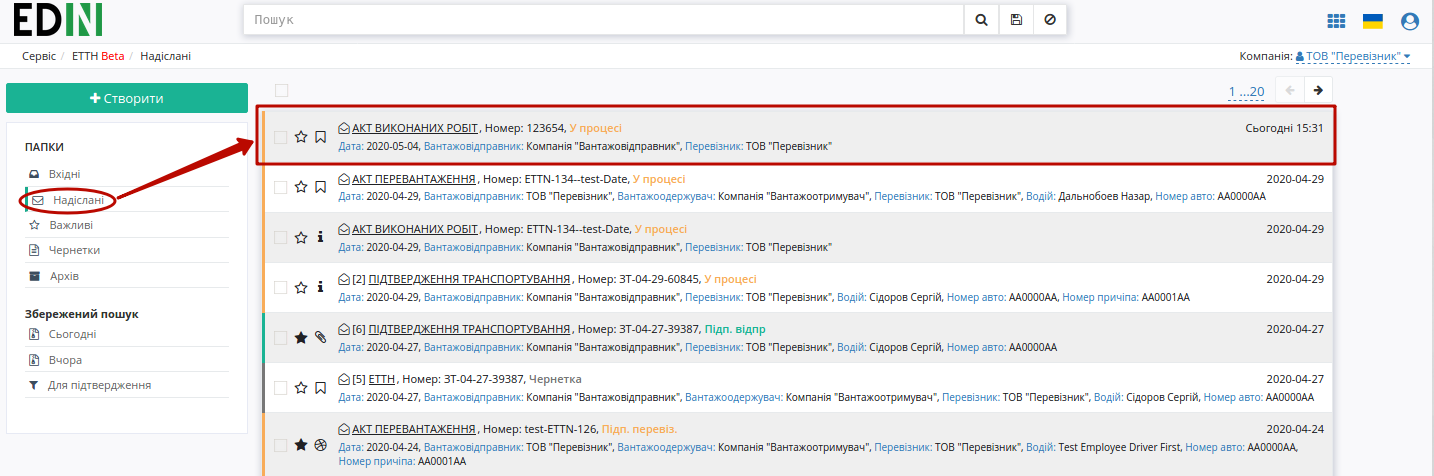 EDIN
Пошук
Сервіс / ЕТТН Beta / Надіслані
Компанія: ТОВ "Перевізник"
Створити
1 ...20
ПАПКИ
Вхідні
Надіслані
Важливі
Чернетки
Архів
Збережений пошук
Сьогодні
Вчора
Для підтвердження
АКТ ВИКОНАНИХ РОБІТ, Номер: 123654, У процесі Сьогодні 15:31
Дата: 2020-05-04, Вантажовідправник: Компанія "Вантажовідправник", Перевізник: ТОВ "Перевізник"
АКТ ПЕРЕВАНТАЖЕННЯ, Номер: ETTN-134--test-Date, У процесі 2020-04-29
Дата: 2020-04-29, Вантажовідправник: ТОВ "Перевізник", Вантажоодержувач: Компанія "Вантажоотримувач", Перевізник: ТОВ "Перевізник", Водій: Дальнобоев Назар, Номер авто: АА0000АА
АКТ ВИКОНАНИХ РОБІТ, Номер: ETTN-134--test-Date, У процесі 2020-04-29
Дата: 2020-04-29, Вантажовідправник: Компанія "Вантажовідправник", Перевізник: ТОВ "Перевізник"
[2] ПІДТВЕРДЖЕННЯ ТРАНСПОРТУВАННЯ, Номер: ЗТ-04-29-60845, У процесі 2020-04-29
Дата: 2020-04-29, Вантажовідправник: Компанія "Вантажовідправник", Перевізник: ТОВ "Перевізник", Водій: Сідоров Сергій, Номер авто: АА0000АА, Номер причіпа: АА0001АА
[6] ПІДТВЕРДЖЕННЯ ТРАНСПОРТУВАННЯ, Номер: ЗТ-04-27-39387, Підп. відпр 2020-04-27
Дата: 2020-04-27, Вантажовідправник: Компанія "Вантажовідправник", Перевізник: ТОВ "Перевізник", Водій: Сідоров Сергій, Номер авто: АА0000АА
[5] ЕТТН, Номер: ЗТ-04-27-39387, Чернетка 2020-04-27
Дата: 2020-04-27, Вантажовідправник: Компанія "Вантажовідправник", Вантажоодержувач: Компанія "Вантажоотримувач", Перевізник: ТОВ "Перевізник", Водій: Сідоров Сергій, Номер авто: АА0000АА
АКТ ПЕРЕВАНТАЖЕННЯ, Номер: test-ETTN-126, Підп. перевіз. 2020-04-24
Дата: 2020-04-24, Вантажовідправник: ТОВ "Перевізник", Вантажоодержувач: Компанія "Вантажоотримувач", Перевізник: ТОВ "Перевізник", Водій: Test Employee Driver First, Номер авто: АА0000АА,
Номер причіпа: АА0001АА